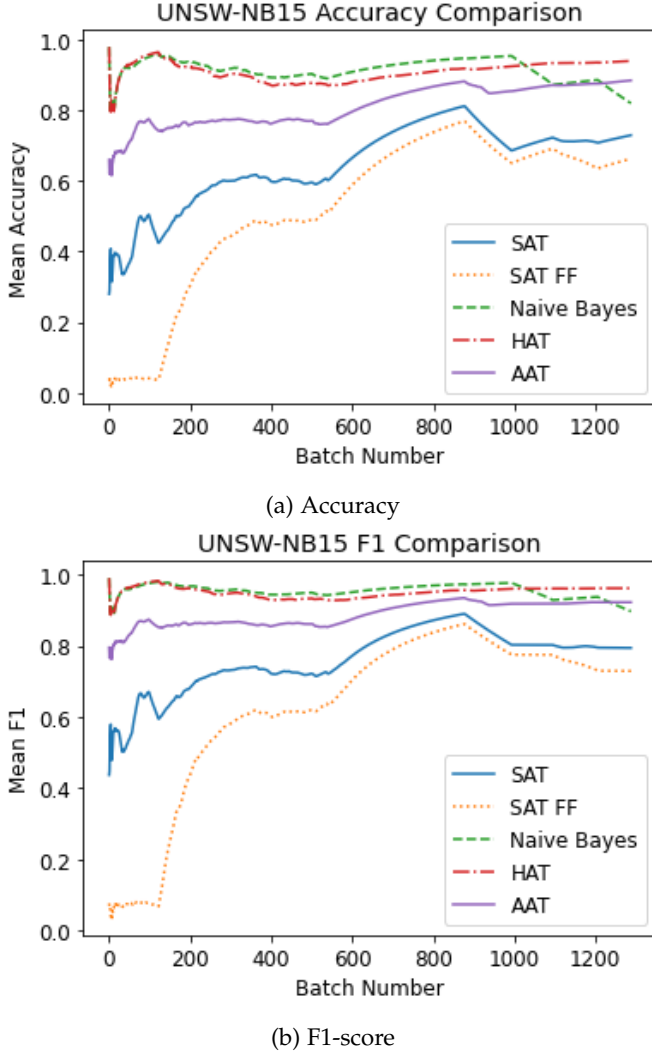 UNSW-NB15 Accuracy Comparison
1.0
0.8
0.6
0.4
0.2
0.0
Mean Accuracy
SAT
SAT FF
Naive Bayes
HAT
AAT
0 200 400 600 800 1000 1200
Batch Number
(a) Accuracy
UNSW-NB15 F1 Comparison
1.0
0.8
0.6
0.4
0.2
0.0
Mean F1
SAT
SAT FF
Naive Bayes
HAT
AAT
0 200 400 600 800 1000 1200
Batch Number
(b) F1-score